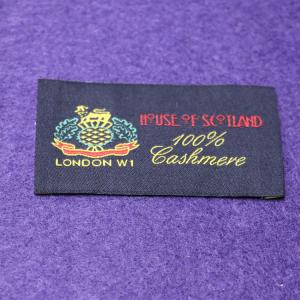 HOUSE OF SCOTLAND
100%
Cashmere
LONDON W1